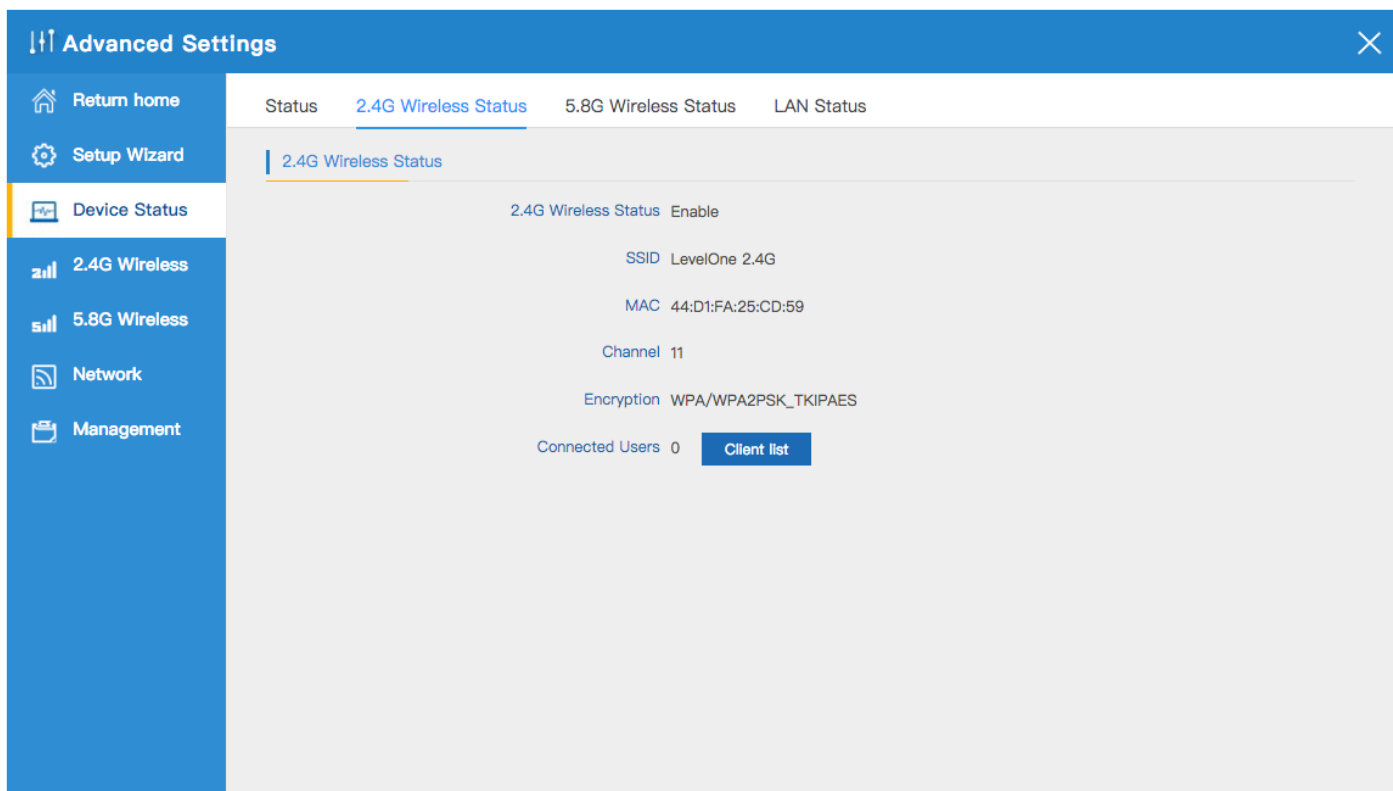 Advanced Settings
Return home
Setup Wizard
Device Status
2.4G Wireless
5.8G Wireless
Network
Management
Status 2.4G Wireless Status 5.8G Wireless Status LAN Status
2.4G Wireless Status
2.4G Wireless Status Enable
SSID LevelOne 2.4G
MAC 44:D1:FA:25:CD:59
Channel 11
Encryption WPA/WPA2PSK_TKIPAES
Connected Users 0 Client list